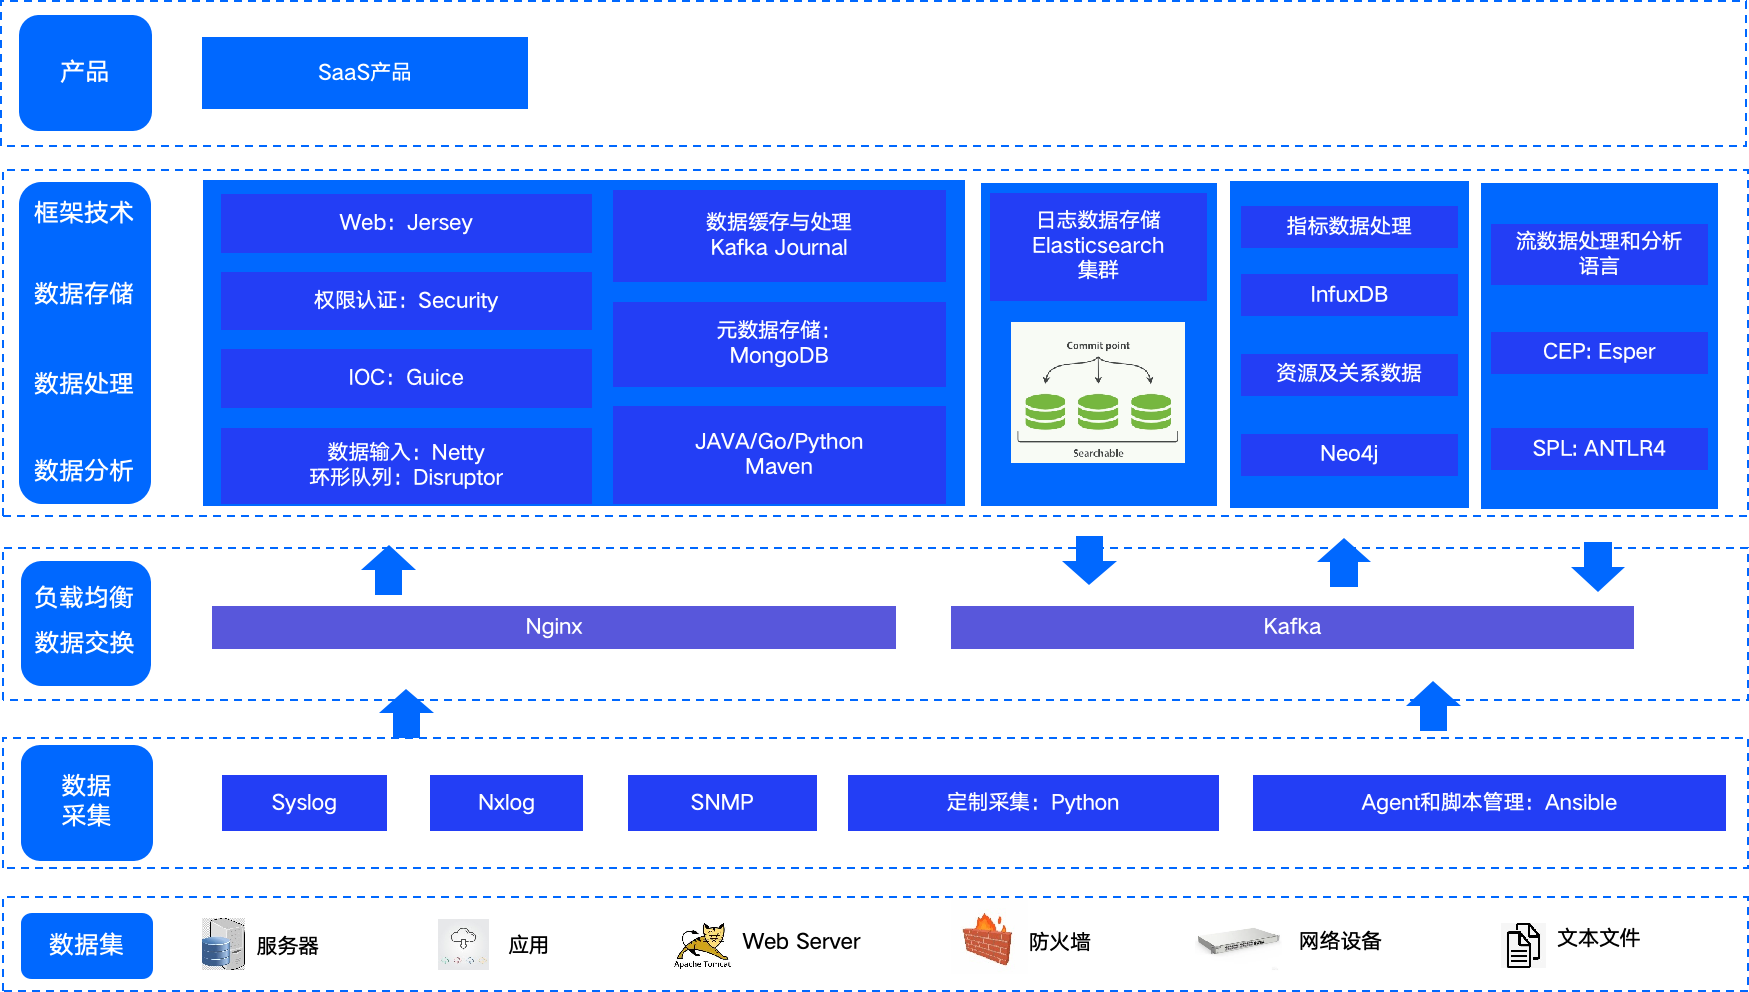 产品
SaaS产品
框架技术
数据存储
数据处理
数据分析
Web：Jersey
权限认证：Security
IOC：Guice
数据输入：Netty
环形队列：Disruptor
数据缓存与处理
Kafka Journal
元数据存储：
MongoDB
JAVA/Go/Python
Maven
日志数据存储
Elasticsearch
集群
Commit point
Searchable
指标数据处理
InfuxDB
资源及关系数据
Neo4j
流数据处理和分析
语言
CEP: Esper
SPL: ANTLR4
负载均衡
数据交换
Nginx
Kafka
数据
采集
Syslog
Nxlog
SNMP
定制采集：Python
Agent和脚本管理：Ansible
数据集
服务器
应用
Apache Tomcat
Web Server
防火墙
网络设备
文本文件